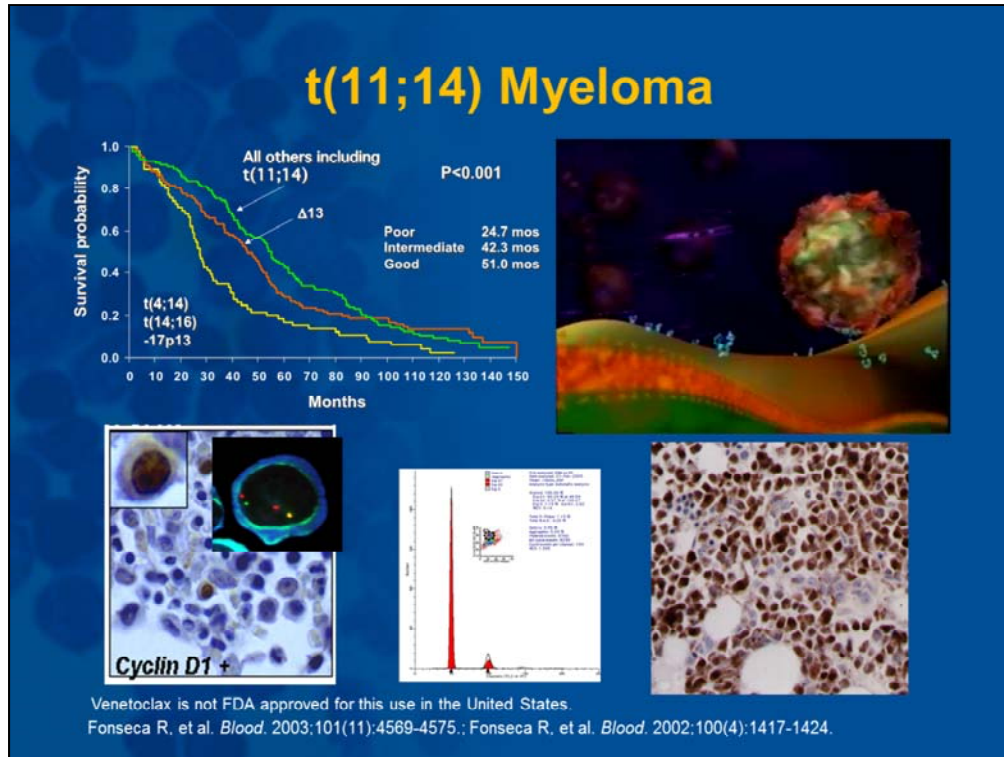 t(11;14) Myeloma
Survival probability
1.0
0.8
0.6
0.4
0.2
0.0
0 10 20 30 40 50 60 70 80 90 100 110 120 130 140 150
Months
All others including
t(11;14)
Δ13
P<0.001
Poor 24.7 mos
Intermediate 42.3 mos
Good 51.0 mos
t(4;14)
t(14;16)
-17p13
Cyclin D1 +
Venetoclax is not FDA approved for this use in the United States.
Fonseca R, et al. Blood. 2003;101(11):4569-4575.; Fonseca R, et al. Blood. 2002;100(4):1417-1424.